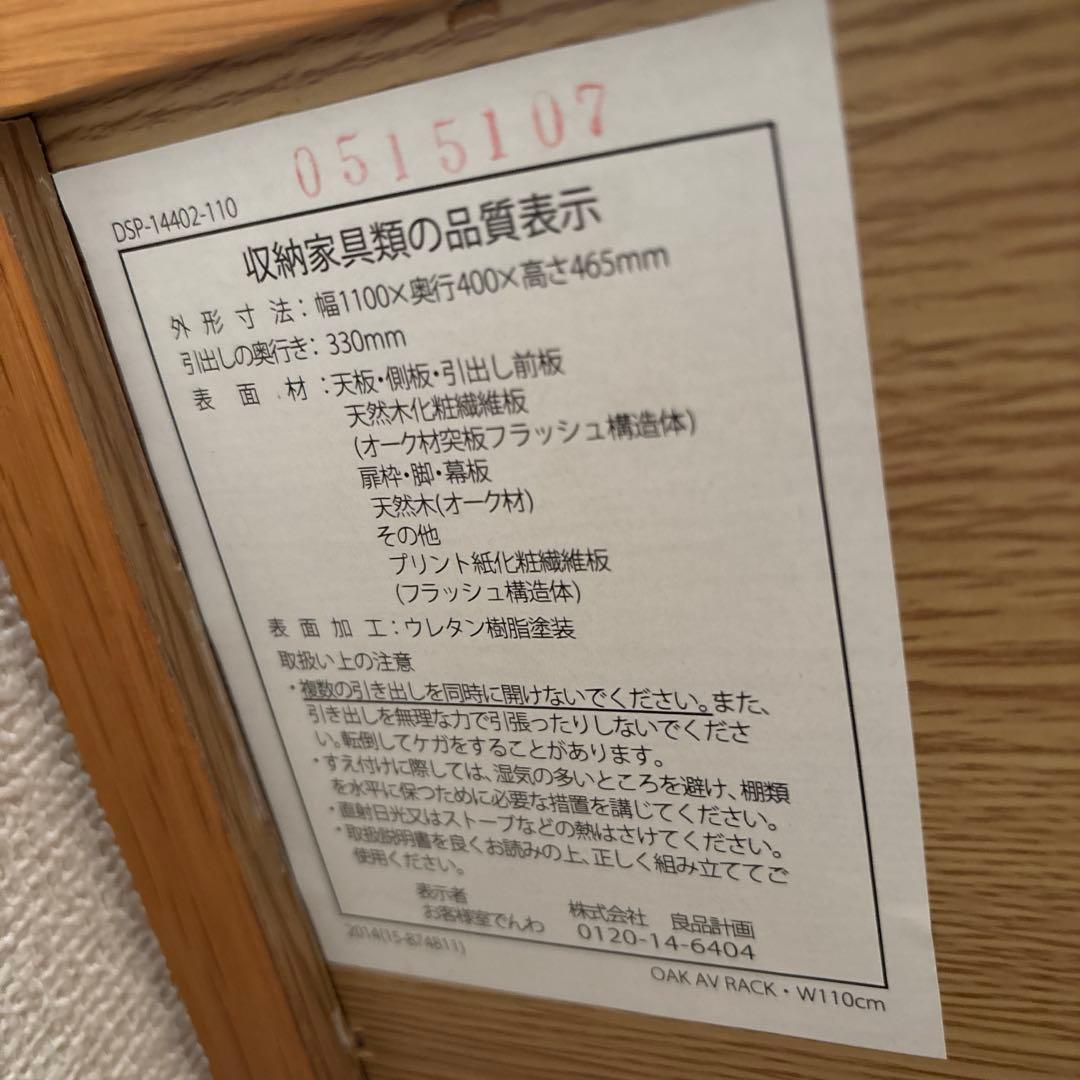 0515107
DSP-14402-110
収納家具類の品質表示
外形寸法：幅1100×奥行400×高さ465mm
引出しの奥行き：330mm
表面材：天板・側板・引出し前板
天然木化粧繊維板
(オーク材突板フラッシュ構造体)
扉枠・脚・幕板
天然木(オーク材)
その他
プリント紙化粧繊維板
(フラッシュ構造体)
表面加工：ウレタン樹脂塗装
取扱い上の注意
・複数の引き出しを同時に開けないでください。また、
引き出しを無理な力で引張ったりしないでくださ
い。転倒してケガをすることがあります。
・すえ付けに際しては、湿気の多いところを避け、棚類
を水平に保つために必要な措置を講じてください。
・直射日光又はストーブなどの熱はさけてください。
・取扱説明書を良くお読みの上、正しく組み立ててご
使用ください。
表示者 株式会社 良品計画
お客様室でんわ 0120-14-6404
2014(15-874811)
OAK AV RACK・W110cm